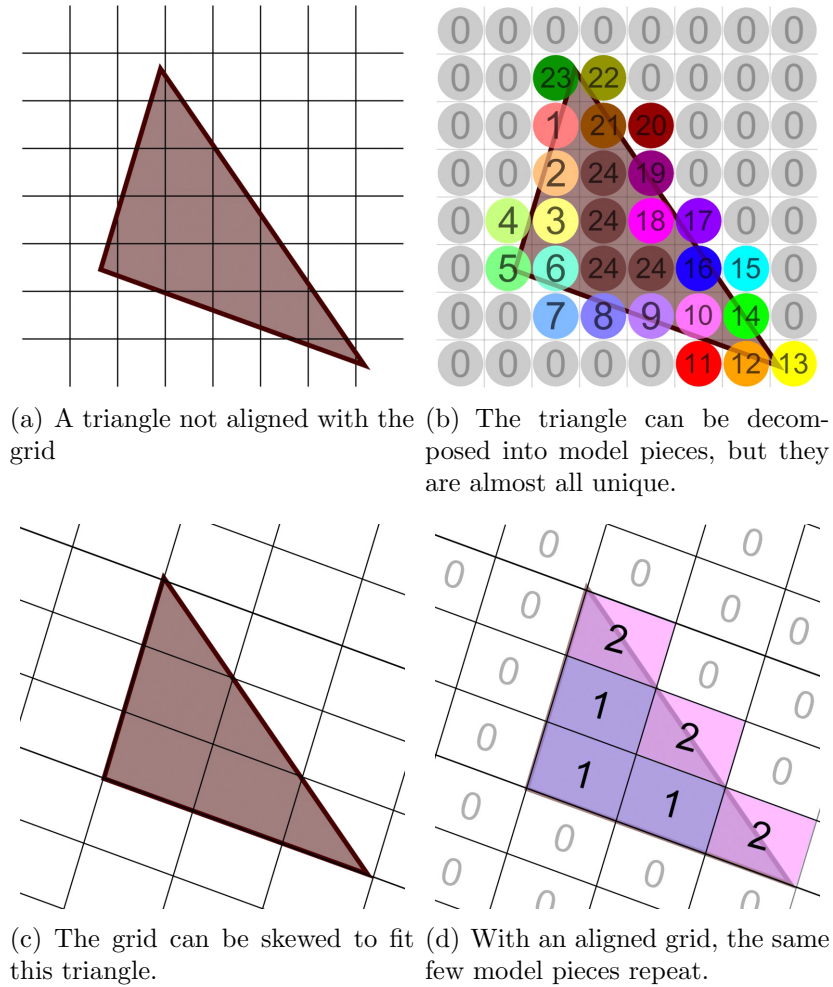 0 0 0 0 0 0 0 0
0 0 23 22 0 0 0 0
0 0 1 21 20 0 0 0
0 0 2 24 19 0 0 0
0 4 3 24 18 17 0 0
0 5 6 24 24 16 15 0
0 0 7 8 9 10 14 0
0 0 0 0 0 11 12 13
(a) A triangle not aligned with the
grid
(b) The triangle can be decom-
posed into model pieces, but they
are almost all unique.
0 0
0 0
0 0 0
2
0 0
1 0
0 2
1 0
0 1
0 2
0 0
(c) The grid can be skewed to fit
this triangle.
(d) With an aligned grid, the same
few model pieces repeat.